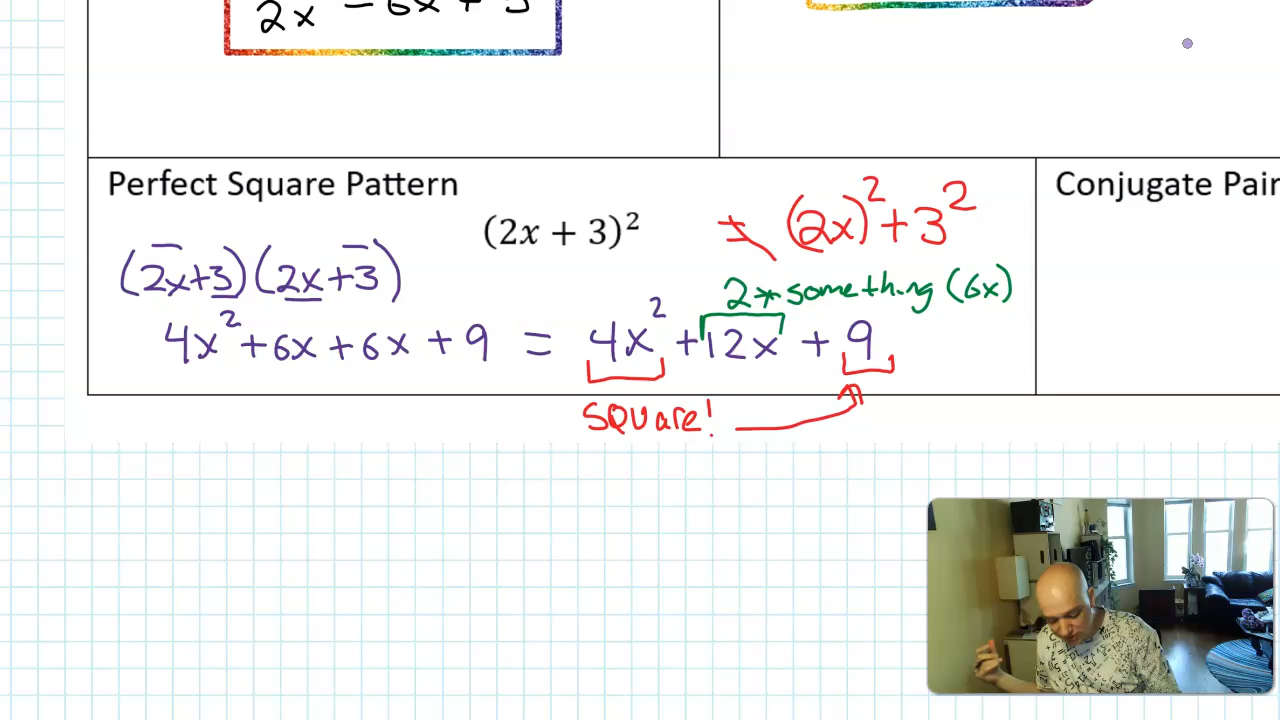 2x - 6x + 5
Perfect Square Pattern
Conjugate Pair
(2x + 3)² ≠ (2x)² + 3²
(2x+3)(2x+3)
2*something (6x)
4x² + 6x + 6x + 9 = 4x² + 12x + 9
SQUare!